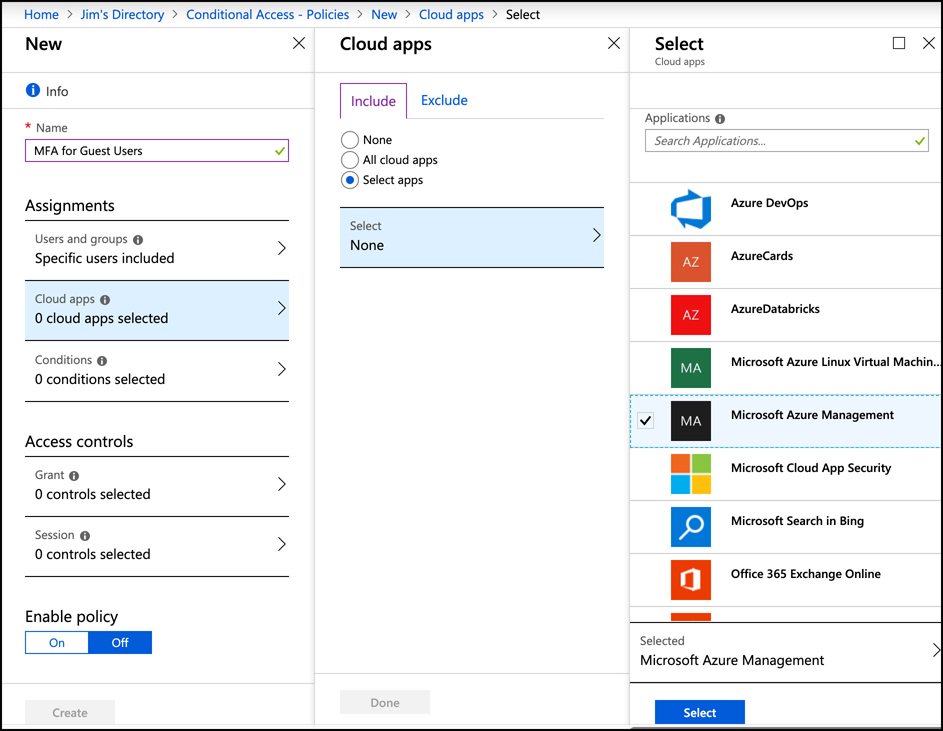 Home > Jim's Directory > Conditional Access - Policies > New > Cloud apps > Select
New
Info
* Name
MFA for Guest Users
Assignments
Users and groups
Specific users included
Cloud apps
0 cloud apps selected
Conditions
0 conditions selected
Access controls
Grant
0 controls selected
Session
0 controls selected
Enable policy
On Off
Create
Cloud apps
Include Exclude
None
All cloud apps
Select apps
Select
None
Done
Select
Cloud apps
Applications
Search Applications...
Azure DevOps
AZ AzureCards
AZ AzureDatabricks
MA Microsoft Azure Linux Virtual Machin...
MA Microsoft Azure Management
Microsoft Cloud App Security
Microsoft Search in Bing
Office 365 Exchange Online
Selected
Microsoft Azure Management
Select